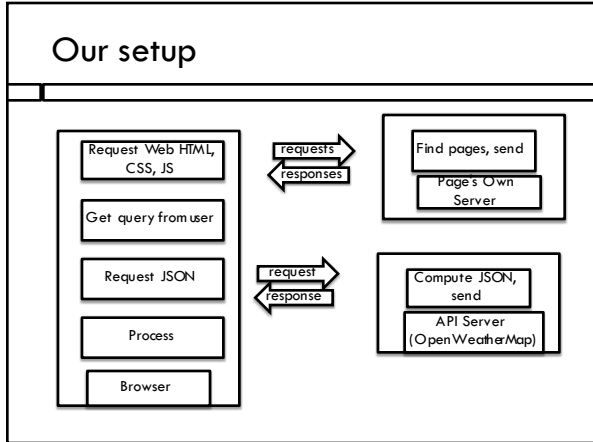 Our setup
Request Web HTML,
CSS, JS
Get query from user
Request JSON
Process
Browser
requests
responses
request
response
Find pages, send
Page's Own
Server
Compute JSON,
send
API Server
(OpenWeatherMap)